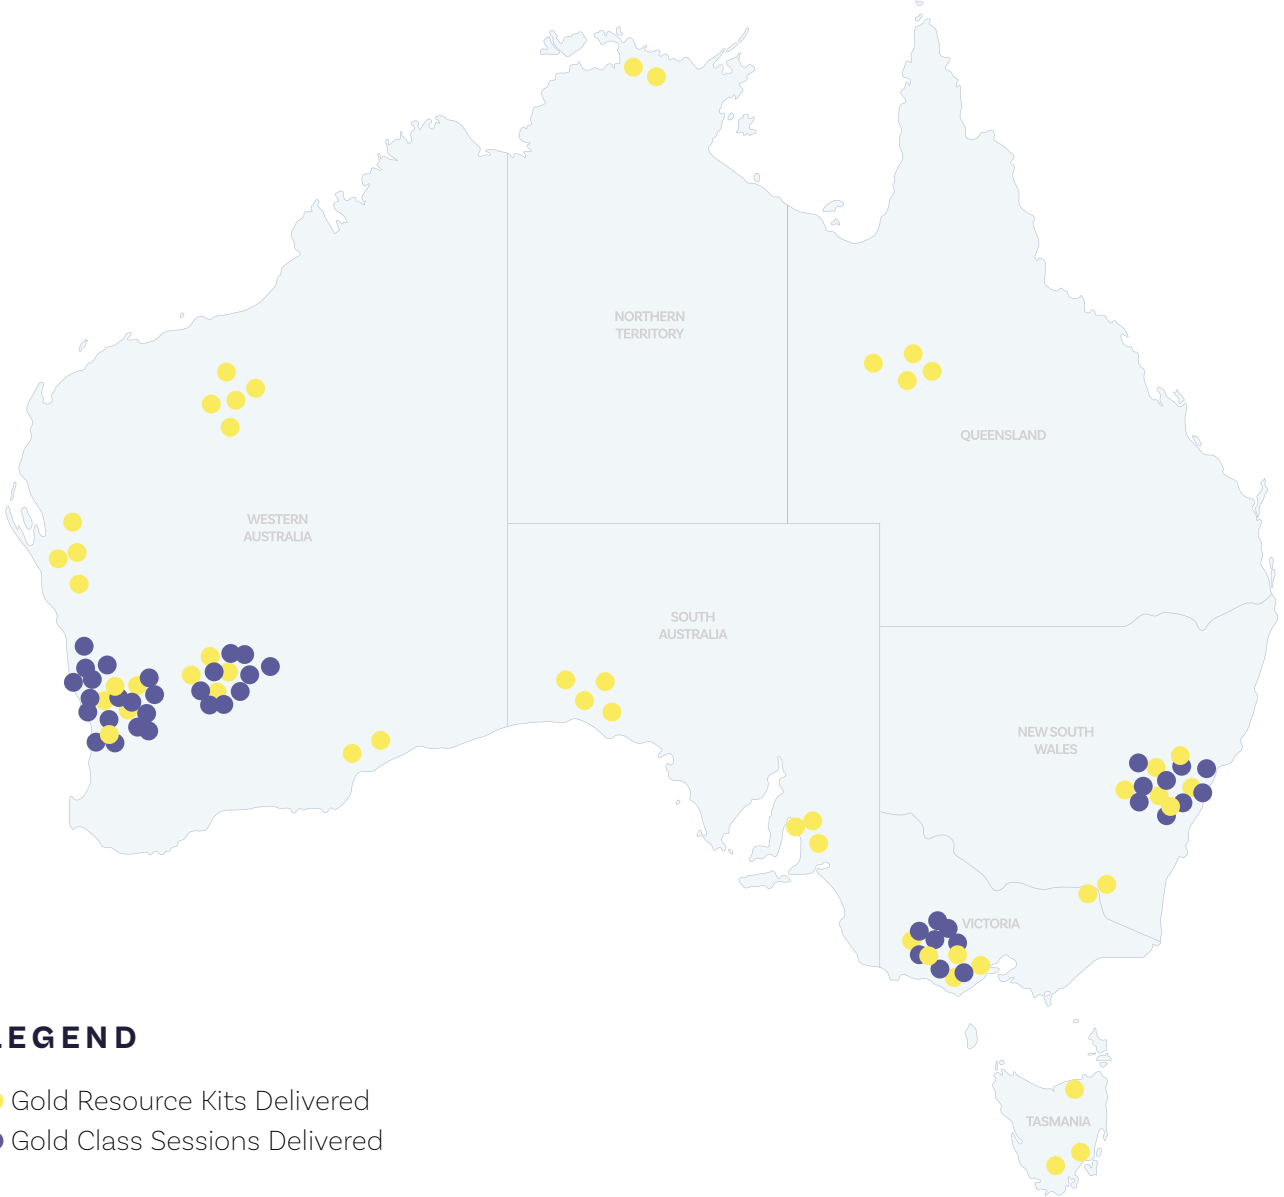 NORTHERN
TERRITORY
QUEENSLAND
WESTERN
AUSTRALIA
SOUTH
AUSTRALIA
NEW SOUTH
WALES
VICTORIA
LEGEND
Gold Resource Kits Delivered
TASMANIA
Gold Class Sessions Delivered